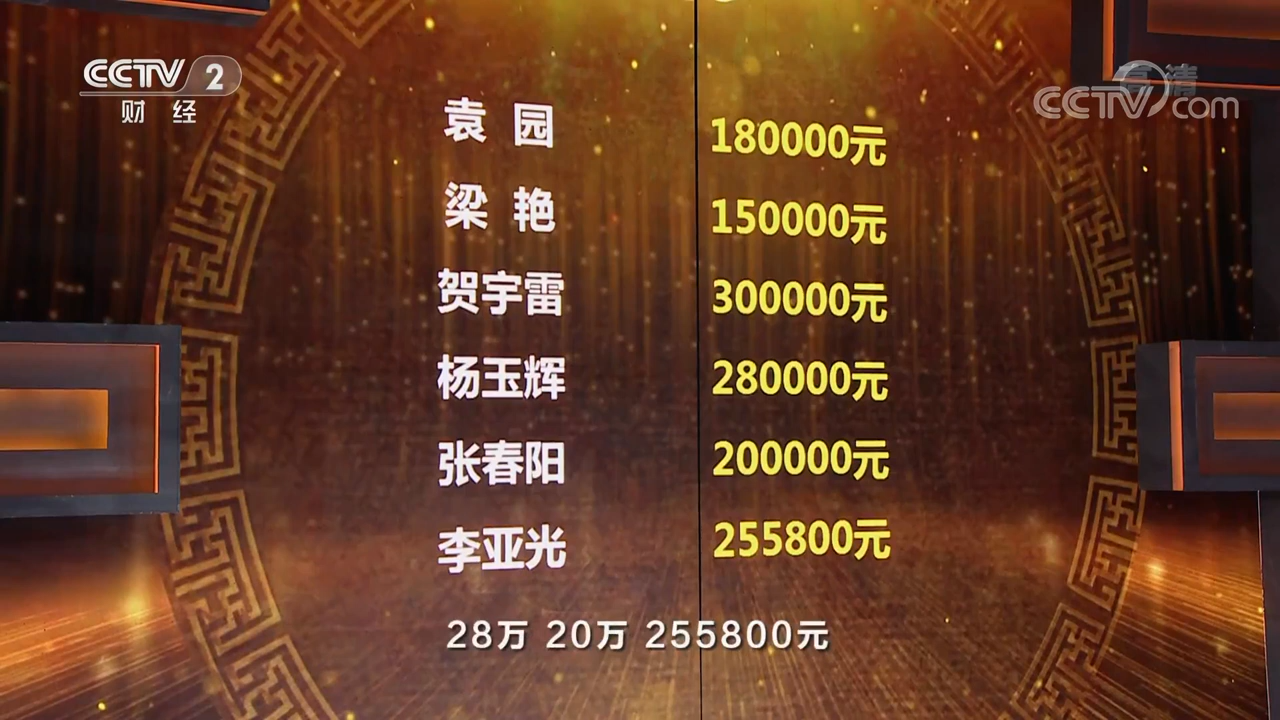 CCTV 2
财经
高清
CCTV.com
袁园 180000元
梁艳 150000元
贺宇雷 300000元
杨玉辉 280000元
张春阳 200000元
李亚光 255800元
28万 20万 255800元